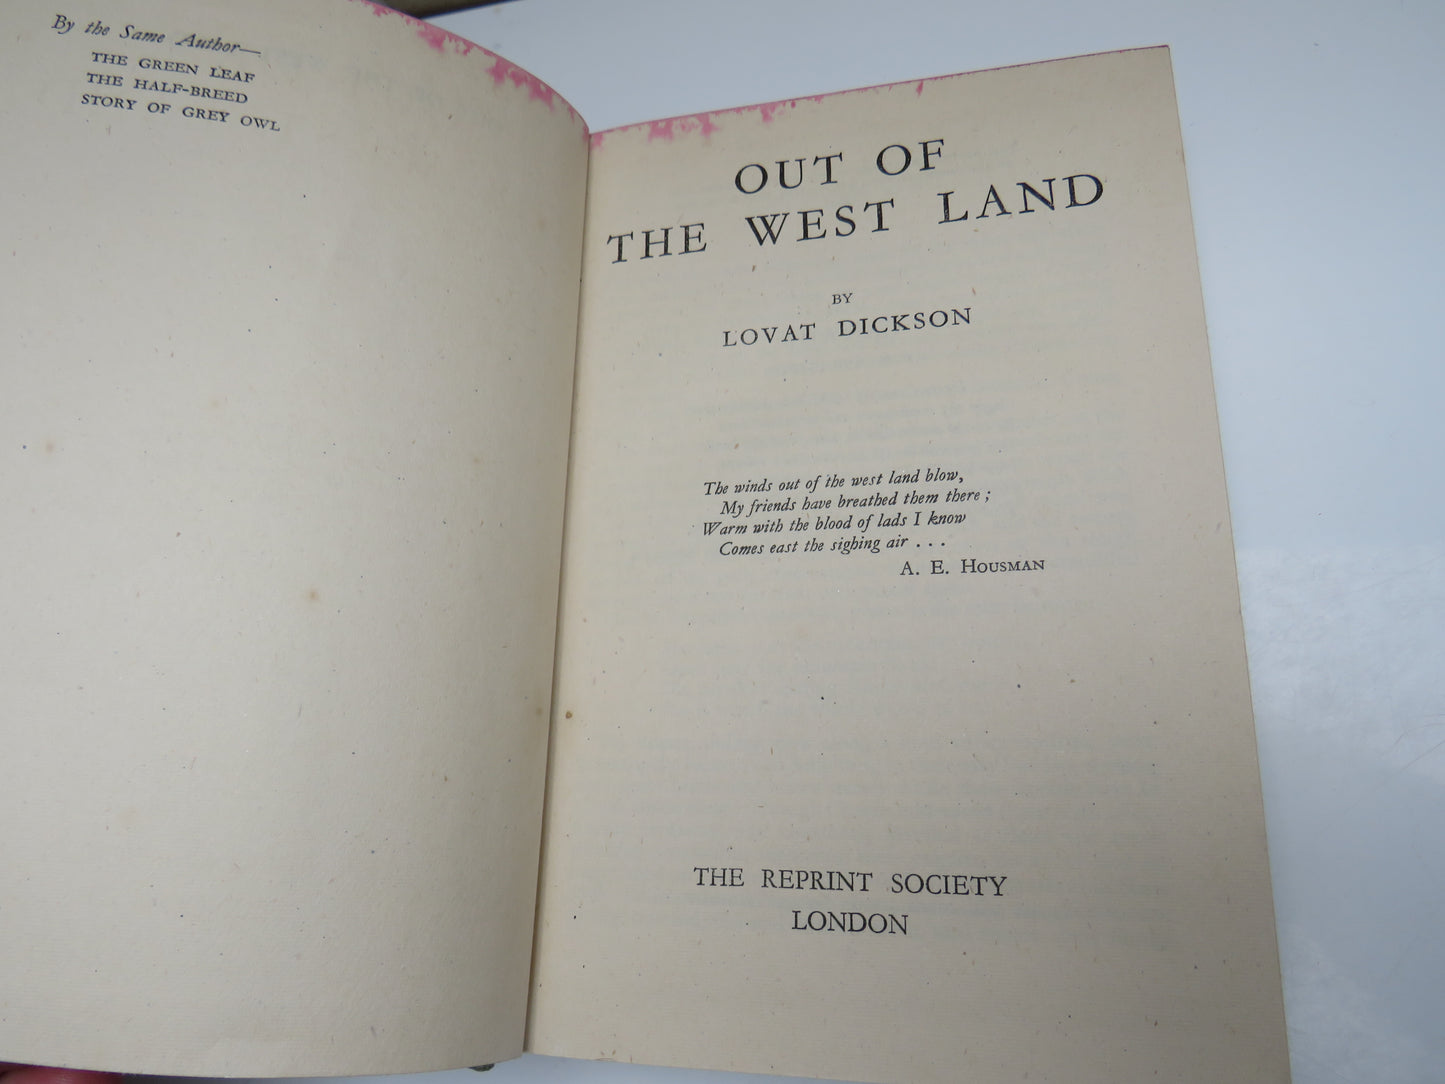 By the Same Author—
THE GREEN LEAF
THE HALF-BREED
STORY OF GREY OWL
OUT OF
THE WEST LAND
BY
LOVAT DICKSON
The winds out of the west land blow,
My friends have breathed them there ;
Warm with the blood of lads I know
Comes east the sighing air . . .
A. E. HOUSMAN
THE REPRINT SOCIETY
LONDON